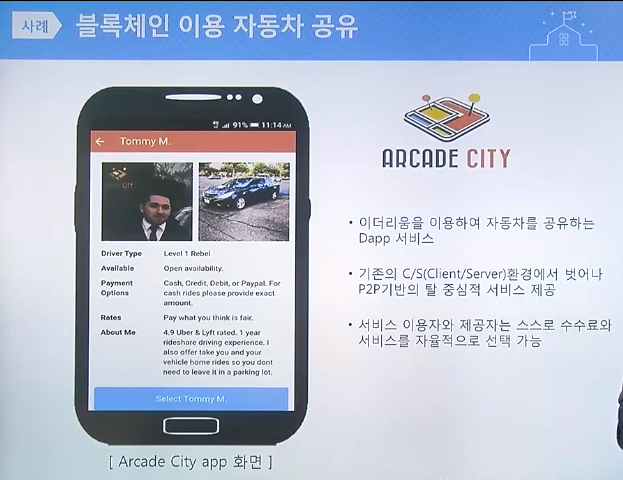 사례
블록체인 이용 자동차 공유
91% 11:14 AM
Tommy M.
ARCADE
CITY
Driver Type Level 1 Rebel
Available Open availability.
Payment Options Cash, Credit, Debit, or Paypal. For
cash rides please provide exact
amount.
Rates Pay what you think is fair.
About Me 4.9 Uber & Lyft rated. 1 year
rideshare driving experience. I
also offer take you and your
vehicle home rides so you dont
need to leave it in a parking lot.
Select Tommy M.
[ Arcade City app 화면 ]
ARCADE CITY
• 이더리움을 이용하여 자동차를 공유하는
Dapp 서비스
• 기존의 C/S(Client/Server)환경에서 벗어나
P2P기반의 탈 중심적 서비스 제공
• 서비스 이용자와 제공자는 스스로 수수료와
서비스를 자율적으로 선택 가능